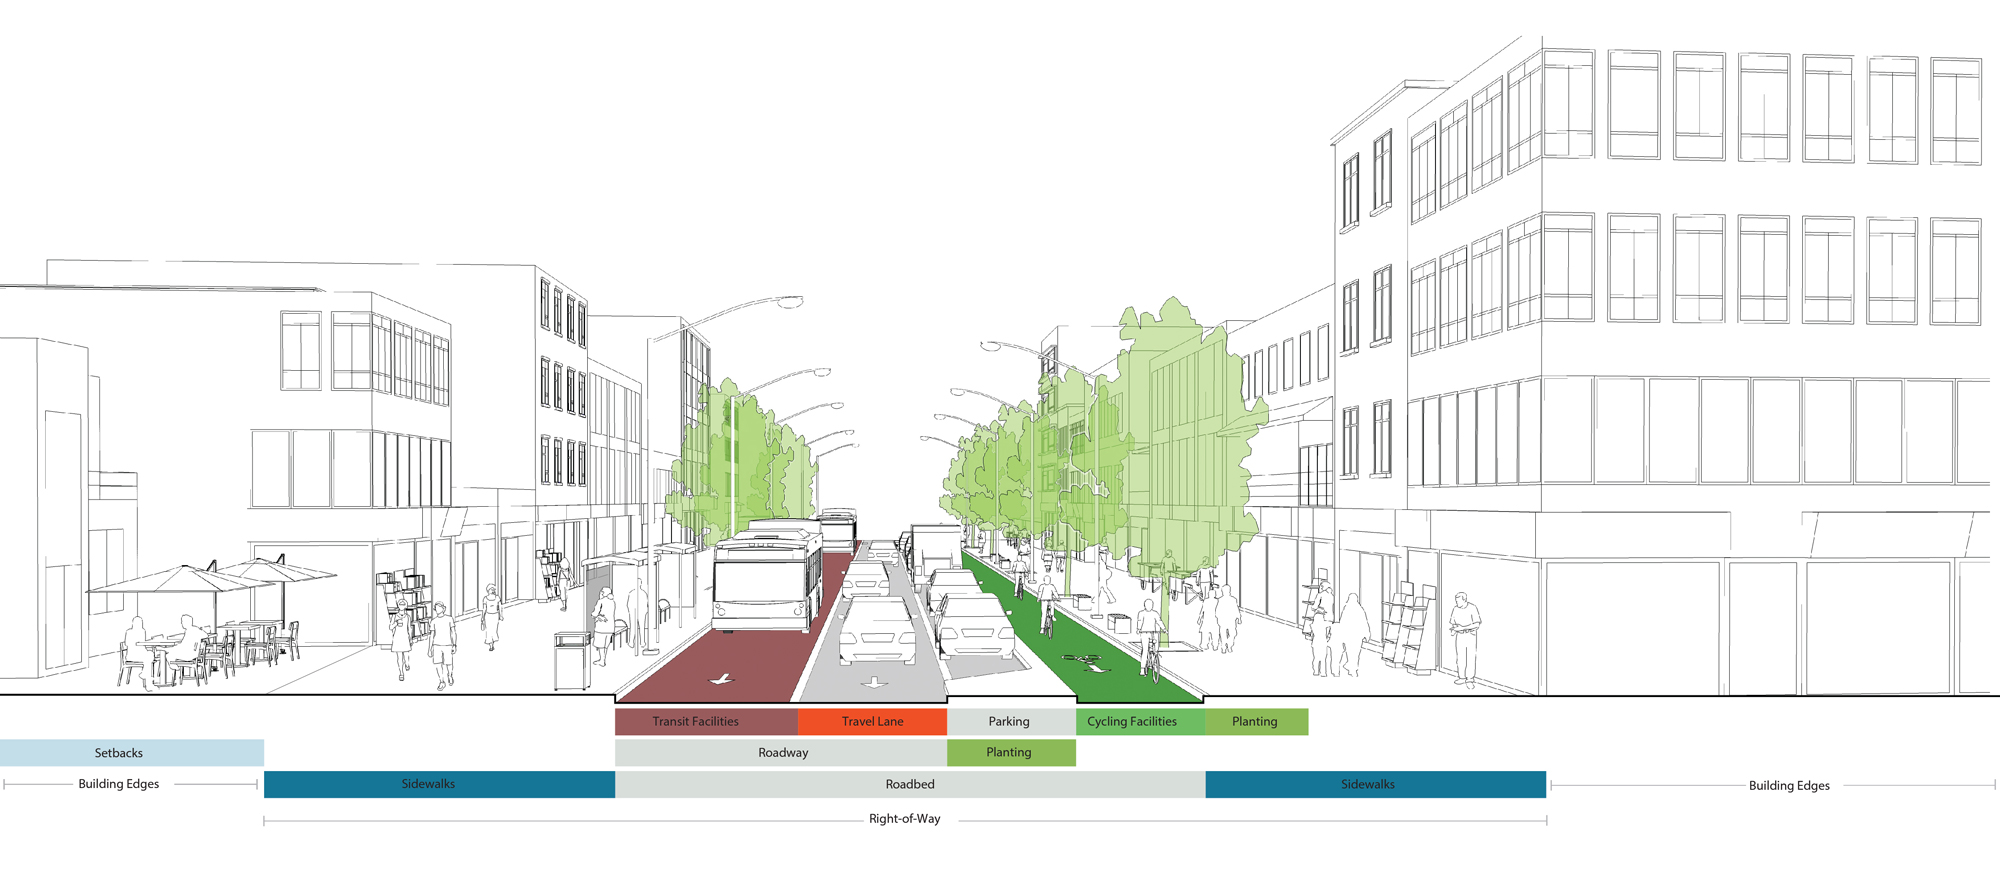 Transit Facilities
Travel Lane
Parking
Cycling Facilities
Planting
Setbacks
Roadway
Planting
Building Edges
Sidewalks
Roadbed
Sidewalks
Building Edges
Right-of-Way